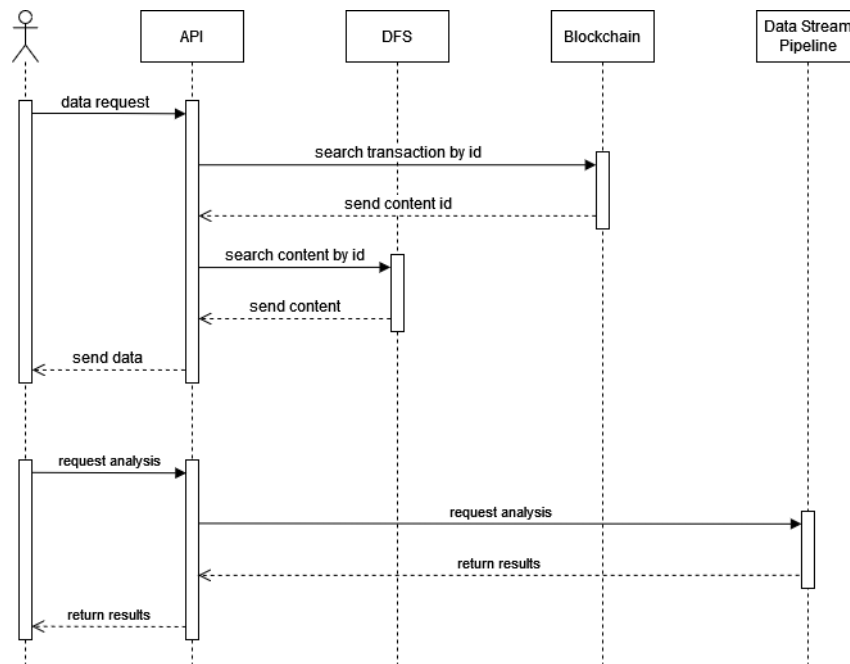 API
DFS
Blockchain
Data Stream
Pipeline
data request
search transaction by id
send content id
search content by id
send content
send data
request analysis
request analysis
return results
return results